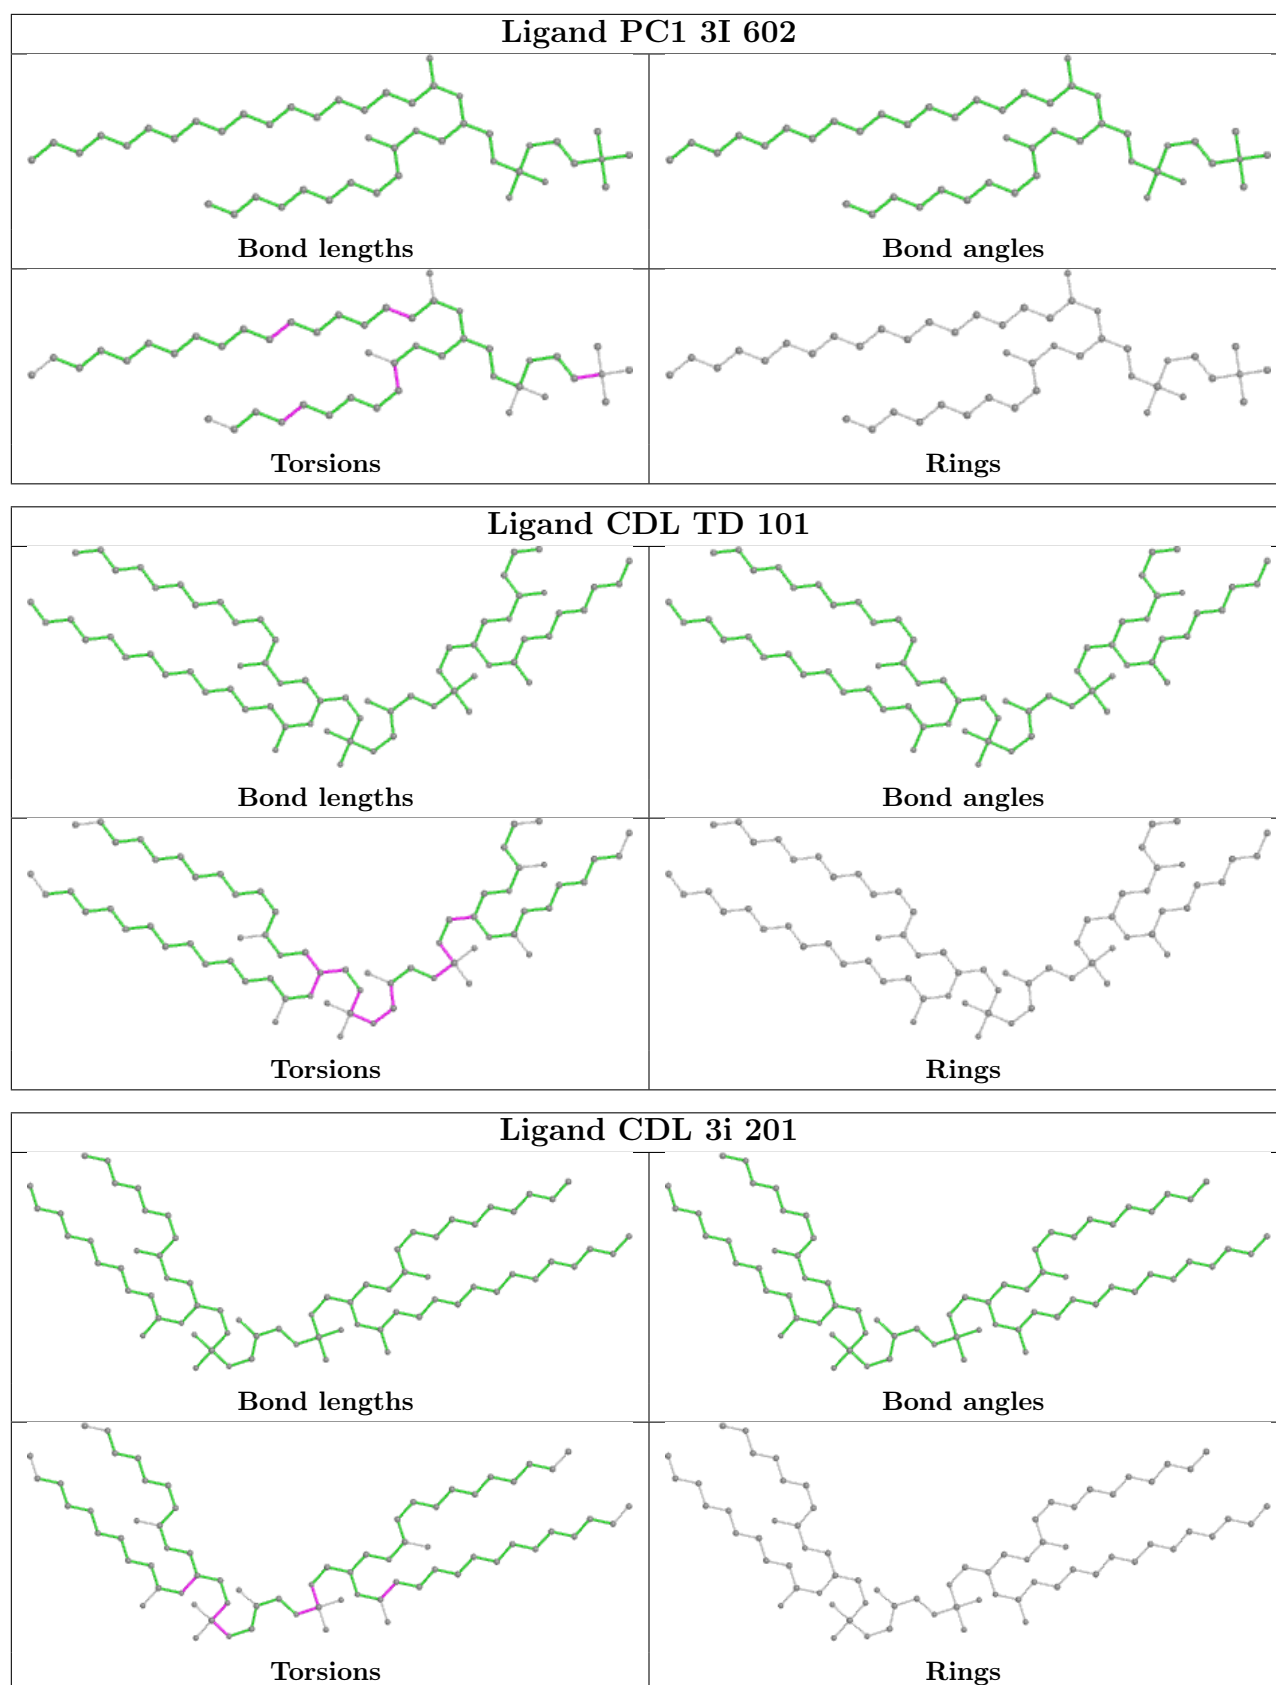 Ligand PC1 3I 602
Bond lengths
Bond angles
Torsions
Rings
Ligand CDL TD 101
Bond lengths
Bond angles
Torsions
Rings
Ligand CDL 3i 201
Bond lengths
Bond angles
Torsions
Rings